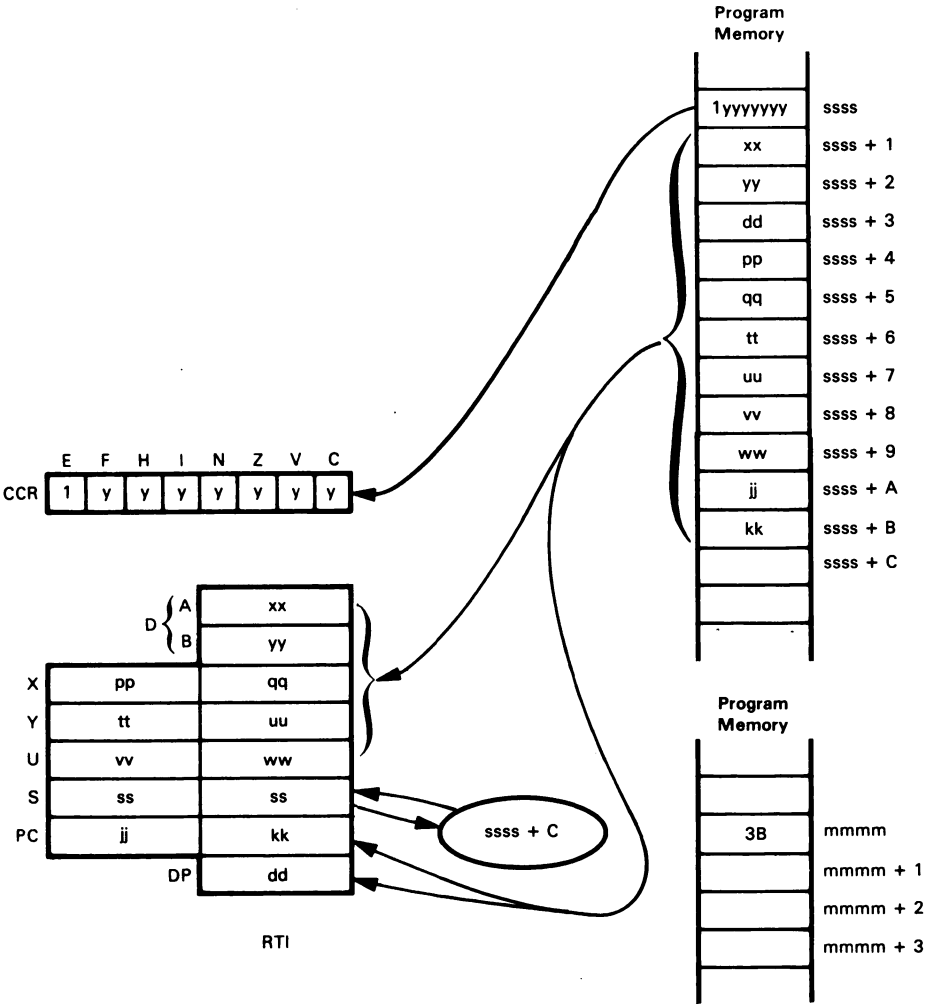 Program
Memory
1yyyyyyy ssss
xx ssss + 1
yy ssss + 2
dd ssss + 3
pp ssss + 4
qq ssss + 5
tt ssss + 6
uu ssss + 7
vv ssss + 8
ww ssss + 9
jj ssss + A
kk ssss + B
ssss + C
E F H I N Z V C
CCR 1 y y y y y y y
D { A xx
B yy
X pp qq
Y tt uu
U vv ww
S ss ss
PC jj kk
DP dd
ssss + C
RTI
Program
Memory
3B mmmm
mmmm + 1
mmmm + 2
mmmm + 3